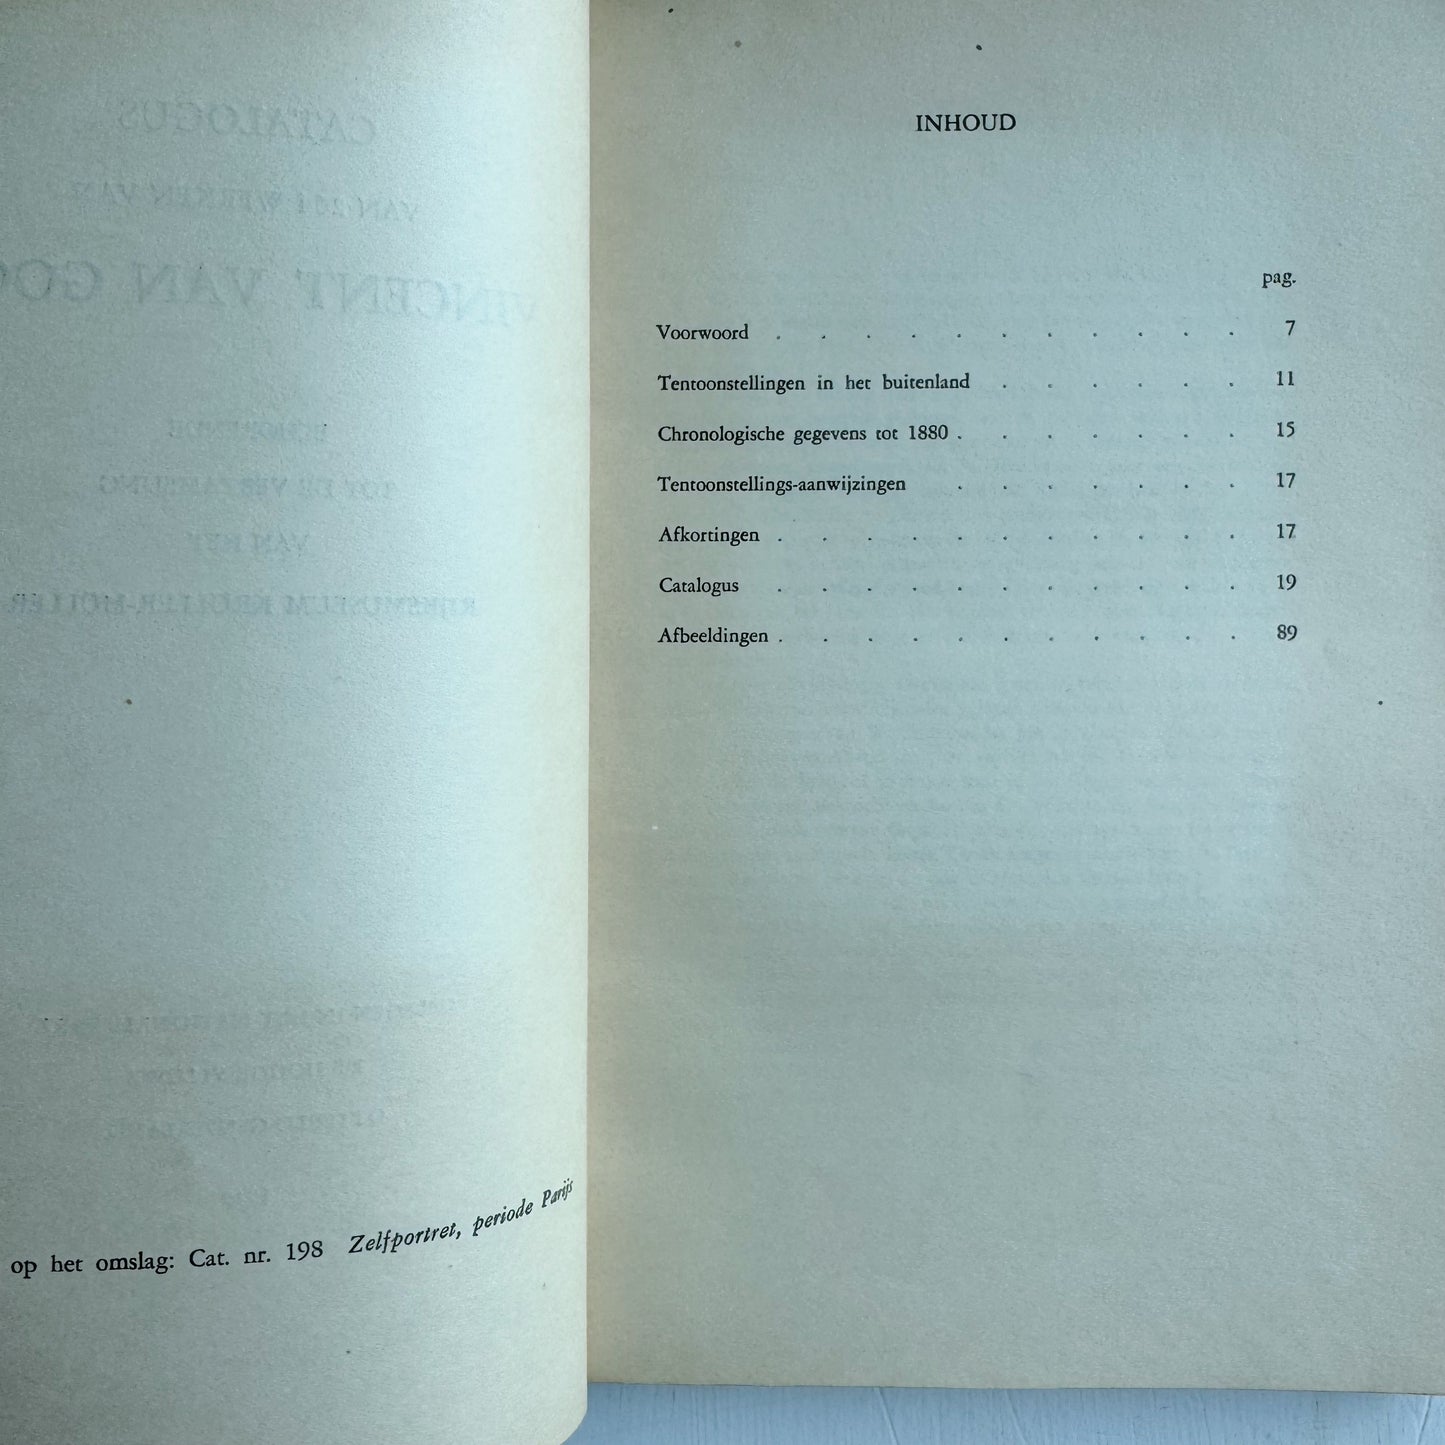 op het omslag: Cat. nr. 198 Zelfportret, periode Parijs
INHOUD
pag.
Voorwoord . . . . . . . . . . . 7
Tentoonstellingen in het buitenland . . . . . . 11
Chronologische gegevens tot 1880 . . . . . . . 15
Tentoonstellings-aanwijzingen . . . . . . . 17
Afkortingen . . . . . . . . . . . 17
Catalogus . . . . . . . . . . . 19
Afbeeldingen . . . . . . . . . . . 89